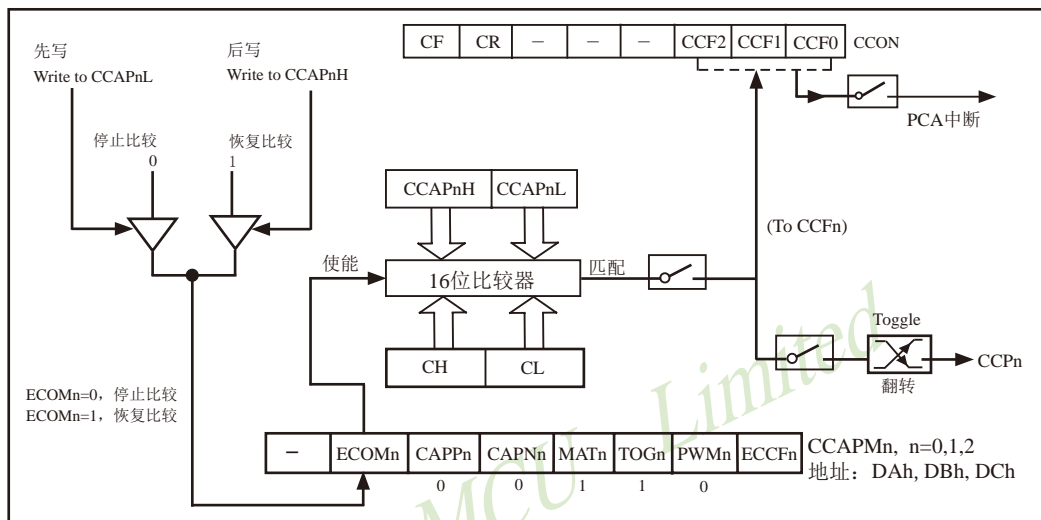 CF CR — — — CCF2 CCF1 CCF0 CCON
先写
Write to CCAPnL
后写
Write to CCAPnH
PCA中断
停止比较
0
恢复比较
1
CCAPnH CCAPnL
(To CCFn)
使能
16位比较器
匹配
Toggle
CCPn
翻转
CH CL
ECOMn=0，停止比较
ECOMn=1，恢复比较
— ECOMn CAPPn CAPNn MATn TOGn PWMn ECCFn
CCAPMn, n=0,1,2
地址：DAh, DBh, DCh
0 0 1 1 0
MCU Limited